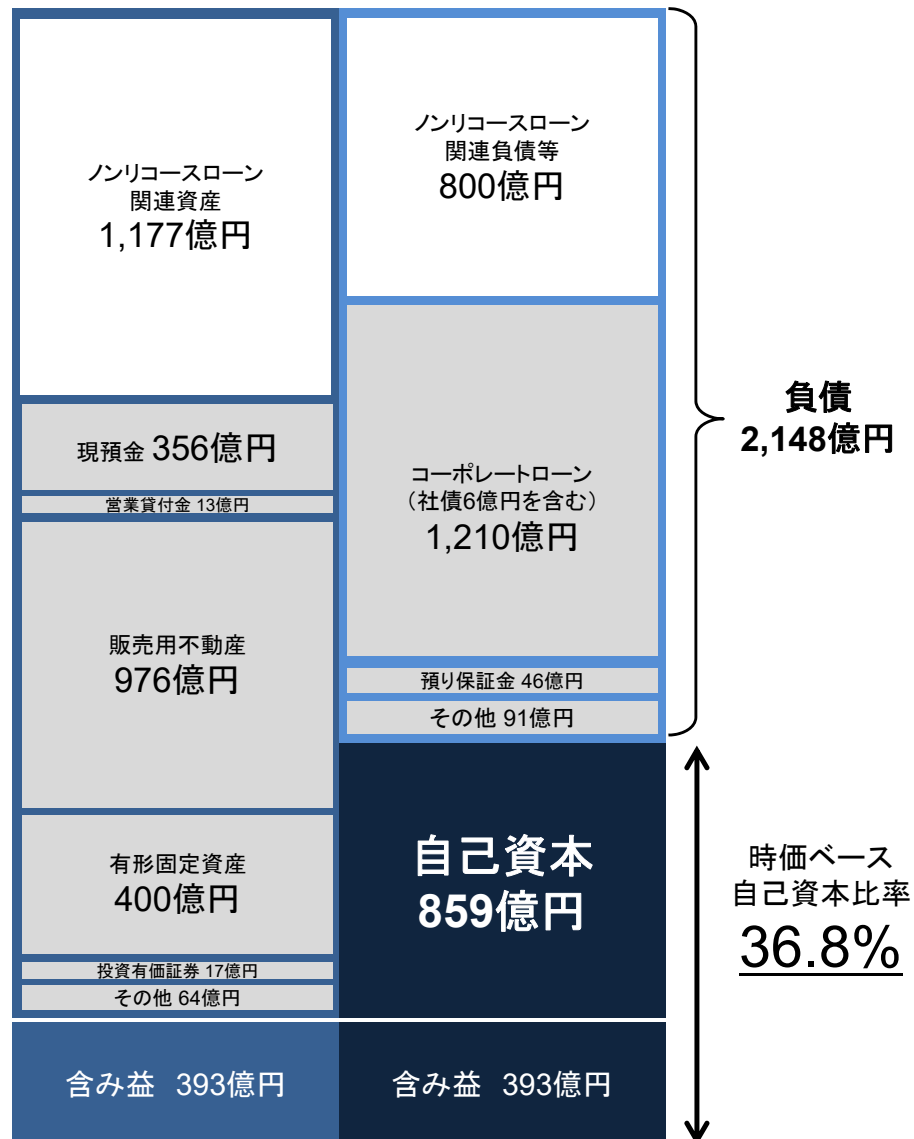 ノンリコースローン
関連資産
1,177億円
現預金 356億円
営業貸付金 13億円
販売用不動産
976億円
有形固定資産
400億円
投資有価証券 17億円
その他 64億円
含み益 393億円
ノンリコースローン
関連負債等
800億円
コーポレートローン
（社債6億円を含む）
1,210億円
預り保証金 46億円
その他 91億円
自己資本
859億円
含み益 393億円
負債
2,148億円
時価ベース
自己資本比率
36.8%